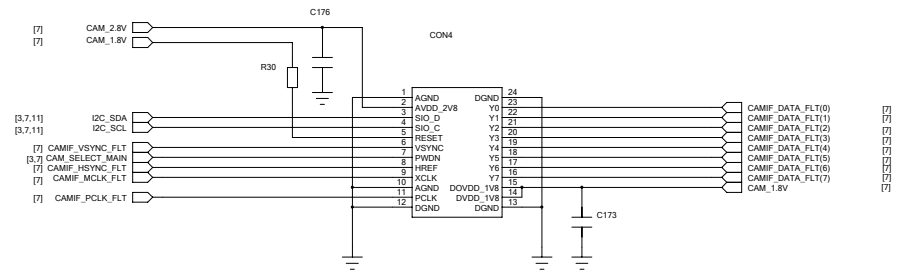 C176
[7] CAM_2.8V
[7] CAM_1.8V
CON4
R30
1 AGND DGND 24
2 AVDD_2V8 Y0 23 CAMIF_DATA_FLT(0) [7]
[3,7,11] I2C_SDA 3 SIO_D Y1 22 CAMIF_DATA_FLT(1) [7]
[3,7,11] I2C_SCL 4 SIO_C Y2 21 CAMIF_DATA_FLT(2) [7]
5 RESET Y3 20 CAMIF_DATA_FLT(3) [7]
[7] CAMIF_VSYNC_FLT 6 VSYNC Y4 19 CAMIF_DATA_FLT(4) [7]
[3,7] CAM_SELECT_MAIN 7 PWDN Y5 18 CAMIF_DATA_FLT(5) [7]
[7] CAMIF_HSYNC_FLT 8 HREF Y6 17 CAMIF_DATA_FLT(6) [7]
[7] CAMIF_MCLK_FLT 9 XCLK Y7 16 CAMIF_DATA_FLT(7) [7]
10 AGND DOVDD_1V8 15 CAM_1.8V [7]
[7] CAMIF_PCLK_FLT 11 PCLK DVDD_1V8 14
12 DGND DGND 13
C173